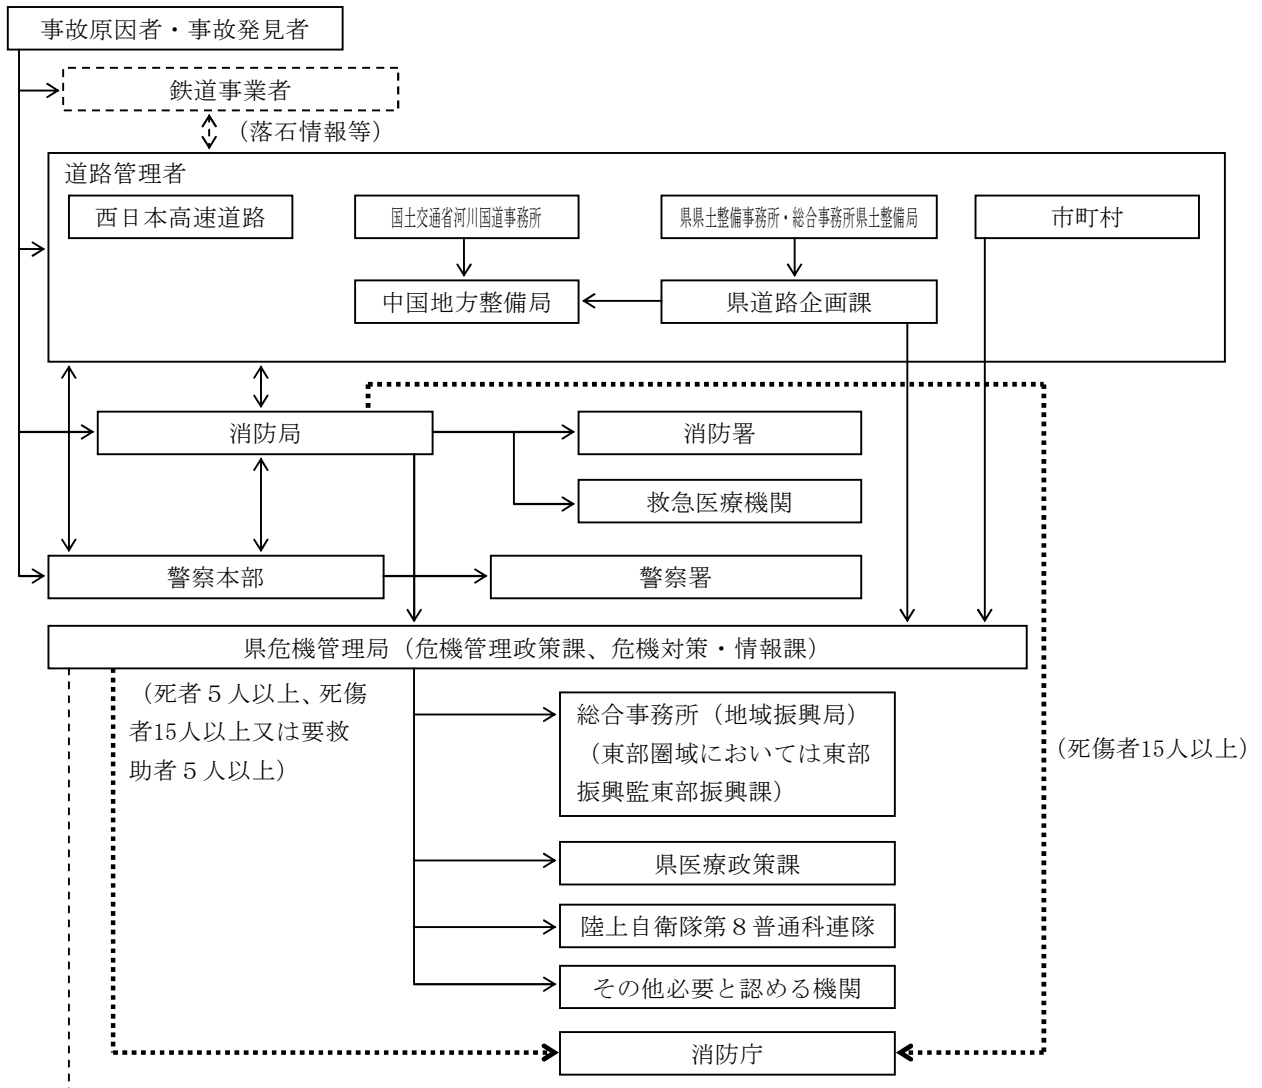 事故原因者・事故発見者
鉄道事業者
（落石情報等）
道路管理者
西日本高速道路
国土交通省河川国道事務所
県県土整備事務所・総合事務所県土整備局
市町村
中国地方整備局
県道路企画課
消防局
消防署
救急医療機関
警察本部
警察署
県危機管理局（危機管理政策課、危機対策・情報課）
（死者５人以上、死傷
者15人以上又は要救
助者５人以上）
総合事務所（地域振興局）
（東部圏域においては東部
振興監東部振興課）
（死傷者15人以上）
県医療政策課
陸上自衛隊第８普通科連隊
その他必要と認める機関
消防庁